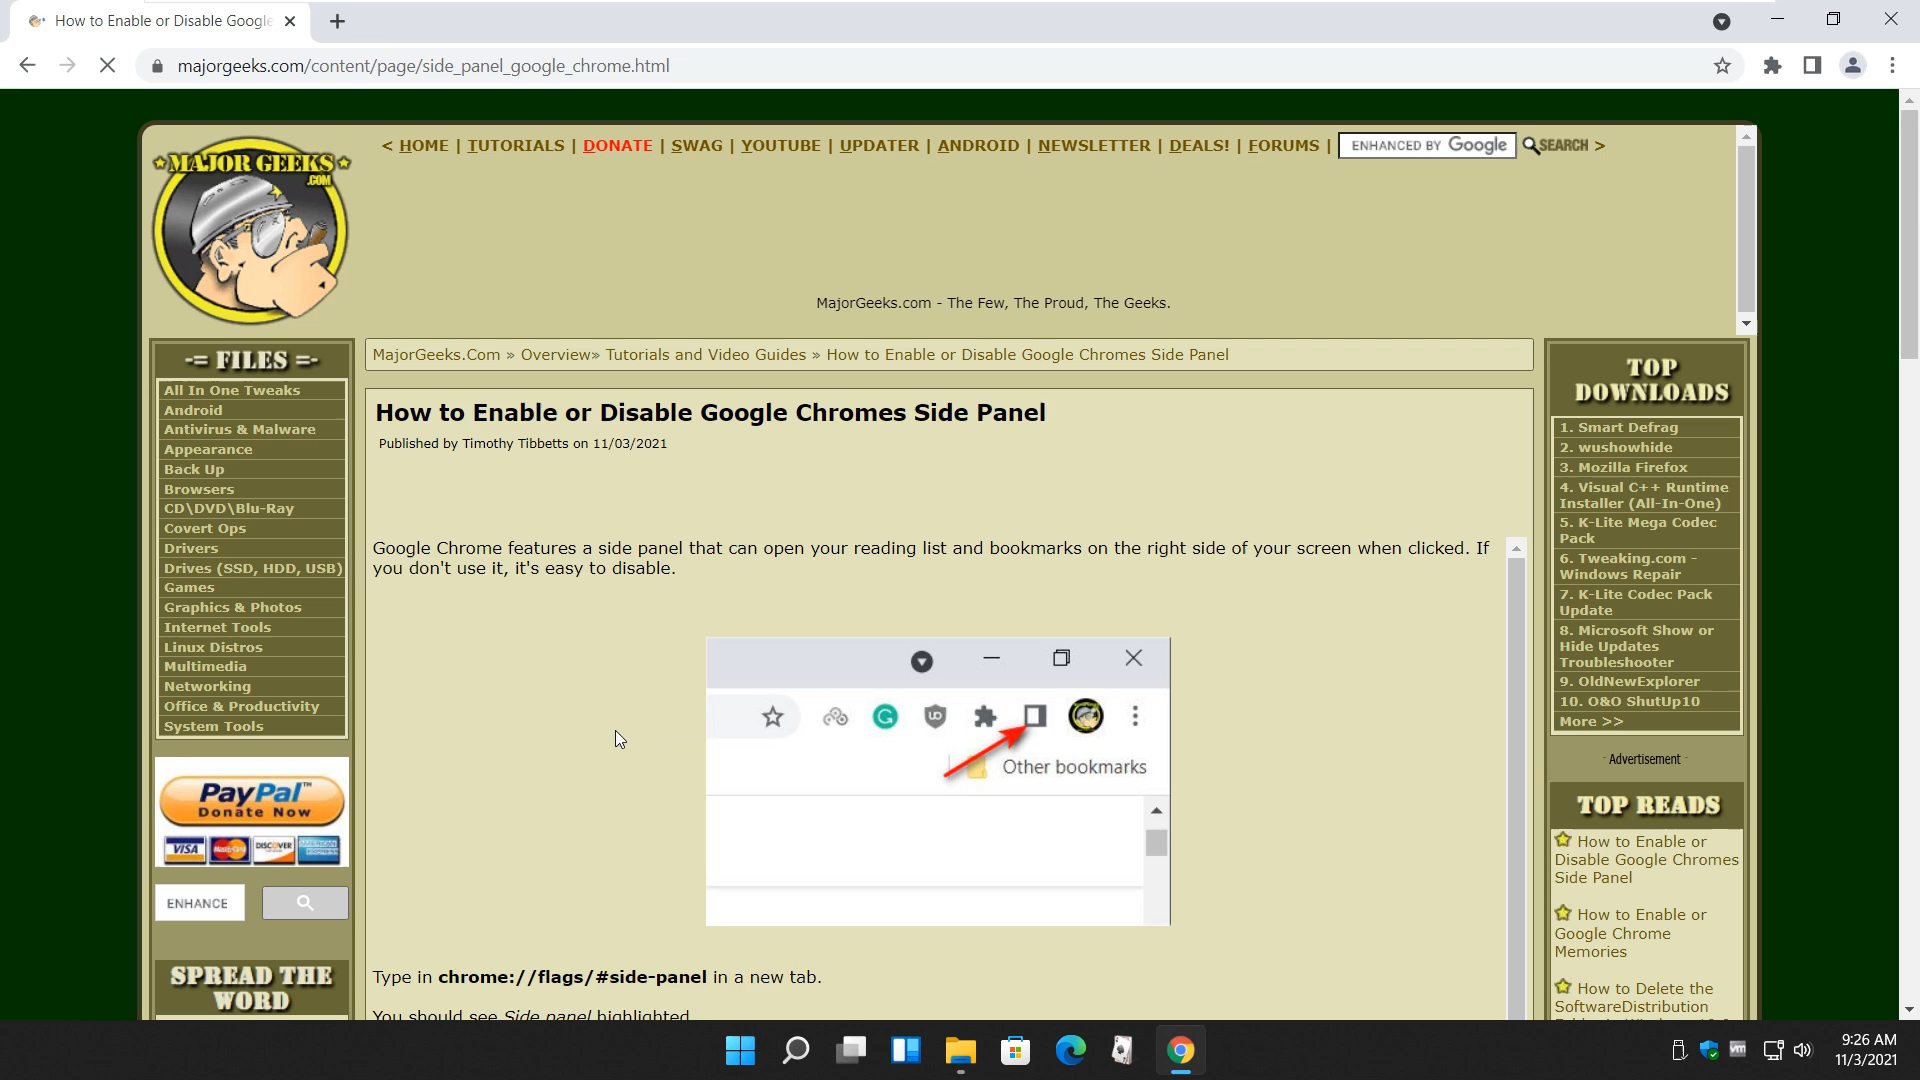 How to Enable or Disable Googl
majorgeeks.com/content/page/side_panel_google_chrome.html
MAJOR GEEKS
.COM
< HOME | TUTORIALS | DONATE | SWAG | YOUTUBE | UPDATER | ANDROID | NEWSLETTER | DEALS! | FORUMS | ENHANCED BY Google SEARCH >
MajorGeeks.com - The Few, The Proud, The Geeks.
-= FILES =-
All In One Tweaks
Android
Antivirus & Malware
Appearance
Back Up
Browsers
CD\DVD\Blu-Ray
Covert Ops
Drivers
Drives (SSD, HDD, USB)
Games
Graphics & Photos
Internet Tools
Linux Distros
Multimedia
Networking
Office & Productivity
System Tools
PayPal™
Donate Now
VISA MasterCard DISCOVER AMERICAN EXPRESS
ENHANCE
SPREAD THE
WORD
MajorGeeks.Com » Overview» Tutorials and Video Guides » How to Enable or Disable Google Chromes Side Panel
How to Enable or Disable Google Chromes Side Panel
Published by Timothy Tibbetts on 11/03/2021
Google Chrome features a side panel that can open your reading list and bookmarks on the right side of your screen when clicked. If
you don't use it, it's easy to disable.
Other bookmarks
Type in chrome://flags/#side-panel in a new tab.
You should see Side panel highlighted
TOP
DOWNLOADS
1. Smart Defrag
2. wushowhide
3. Mozilla Firefox
4. Visual C++ Runtime
Installer (All-In-One)
5. K-Lite Mega Codec
Pack
6. Tweaking.com -
Windows Repair
7. K-Lite Codec Pack
Update
8. Microsoft Show or
Hide Updates
Troubleshooter
9. OldNewExplorer
10. O&O ShutUp10
More >>
- Advertisement -
TOP READS
How to Enable or
Disable Google Chromes
Side Panel
How to Enable or
Google Chrome
Memories
How to Delete the
SoftwareDistribution
9:26 AM
11/3/2021